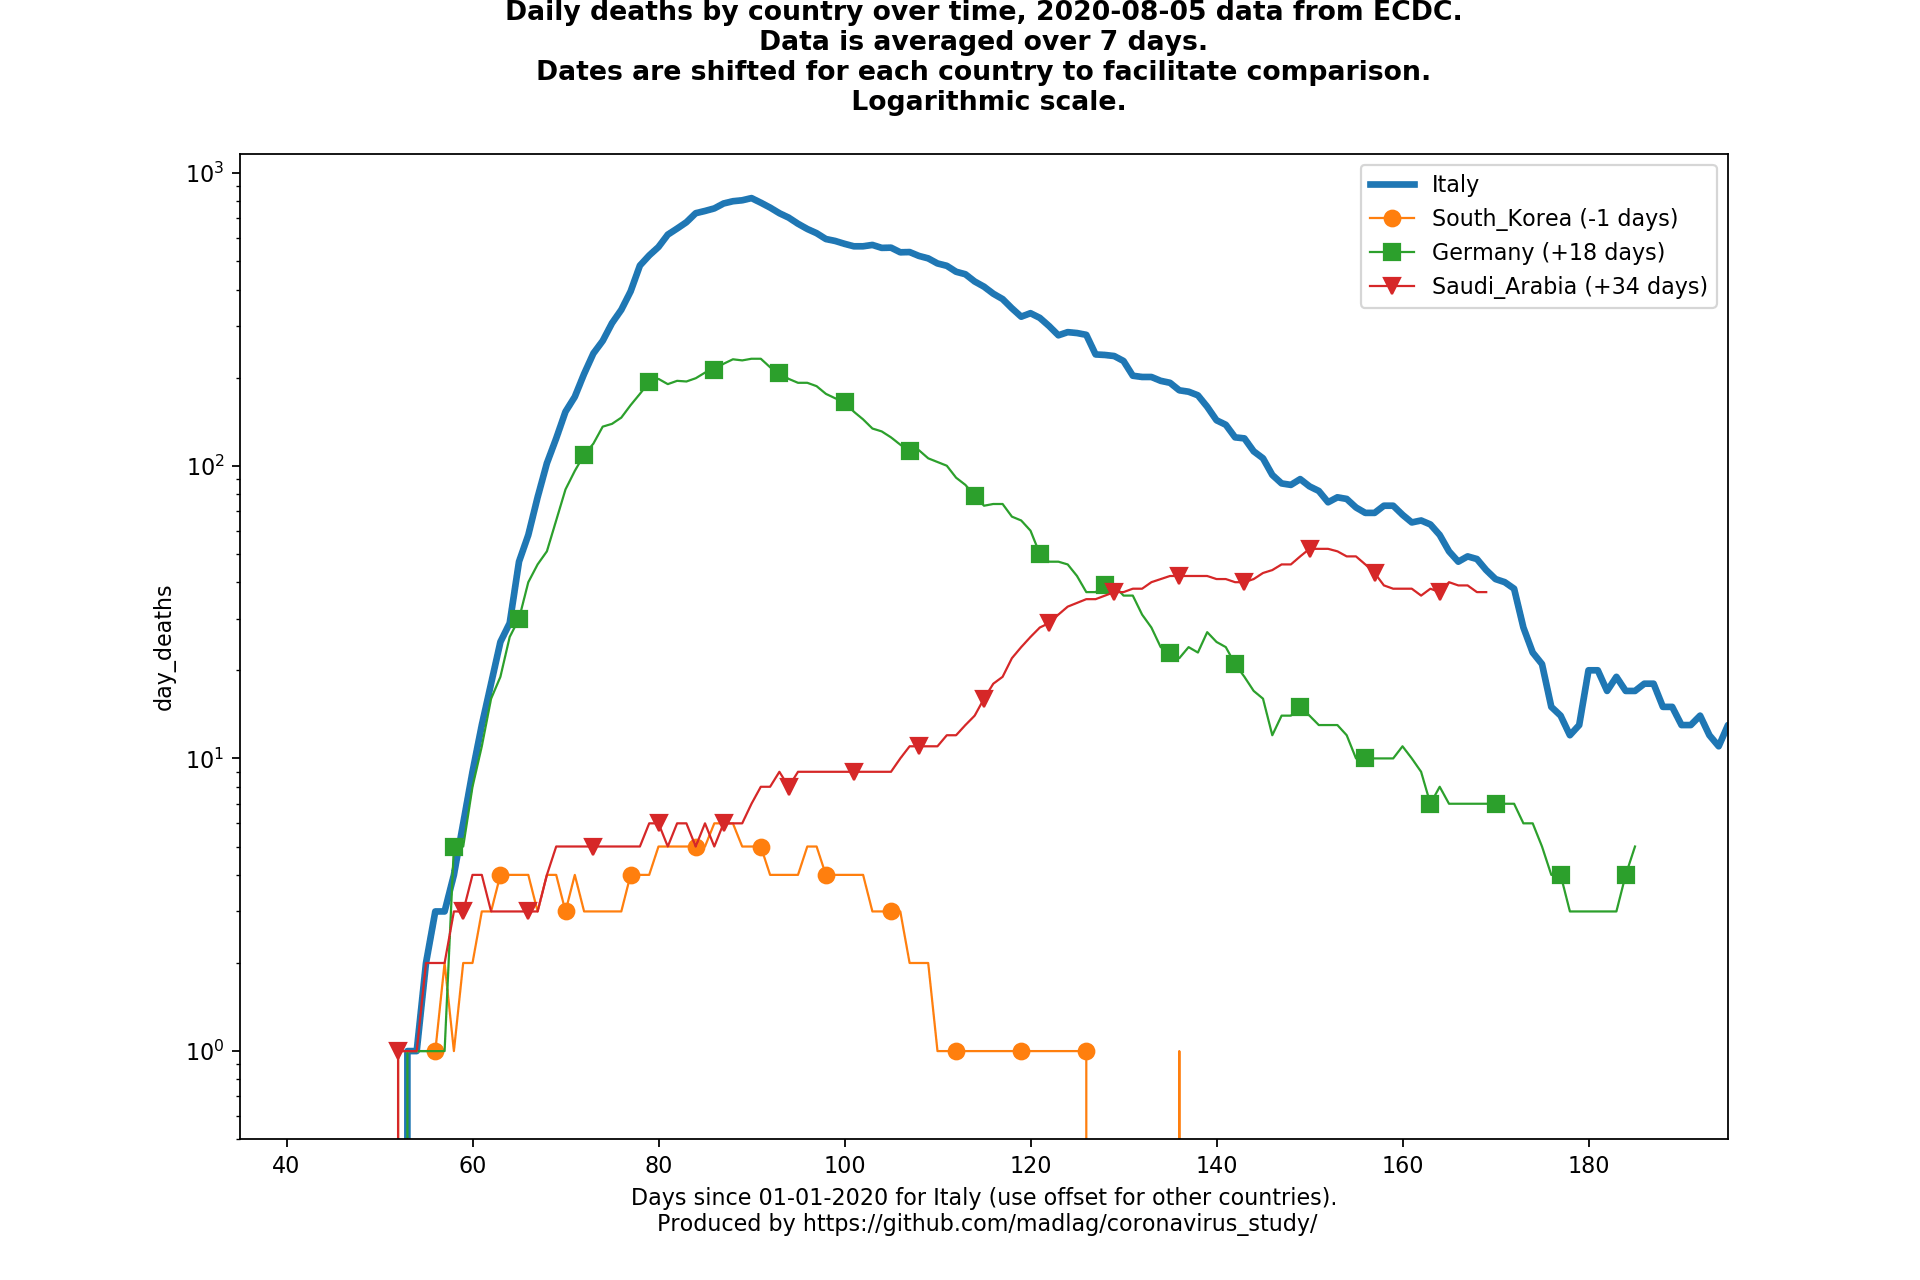 Daily deaths by country over time, 2020-08-05 data from ECDC.
Data is averaged over 7 days.
Dates are shifted for each country to facilitate comparison.
Logarithmic scale.
10³
10²
10¹
10⁰
day_deaths
Italy
South_Korea (-1 days)
Germany (+18 days)
Saudi_Arabia (+34 days)
40 60 80 100 120 140 160 180
Days since 01-01-2020 for Italy (use offset for other countries).
Produced by https://github.com/madlag/coronavirus_study/